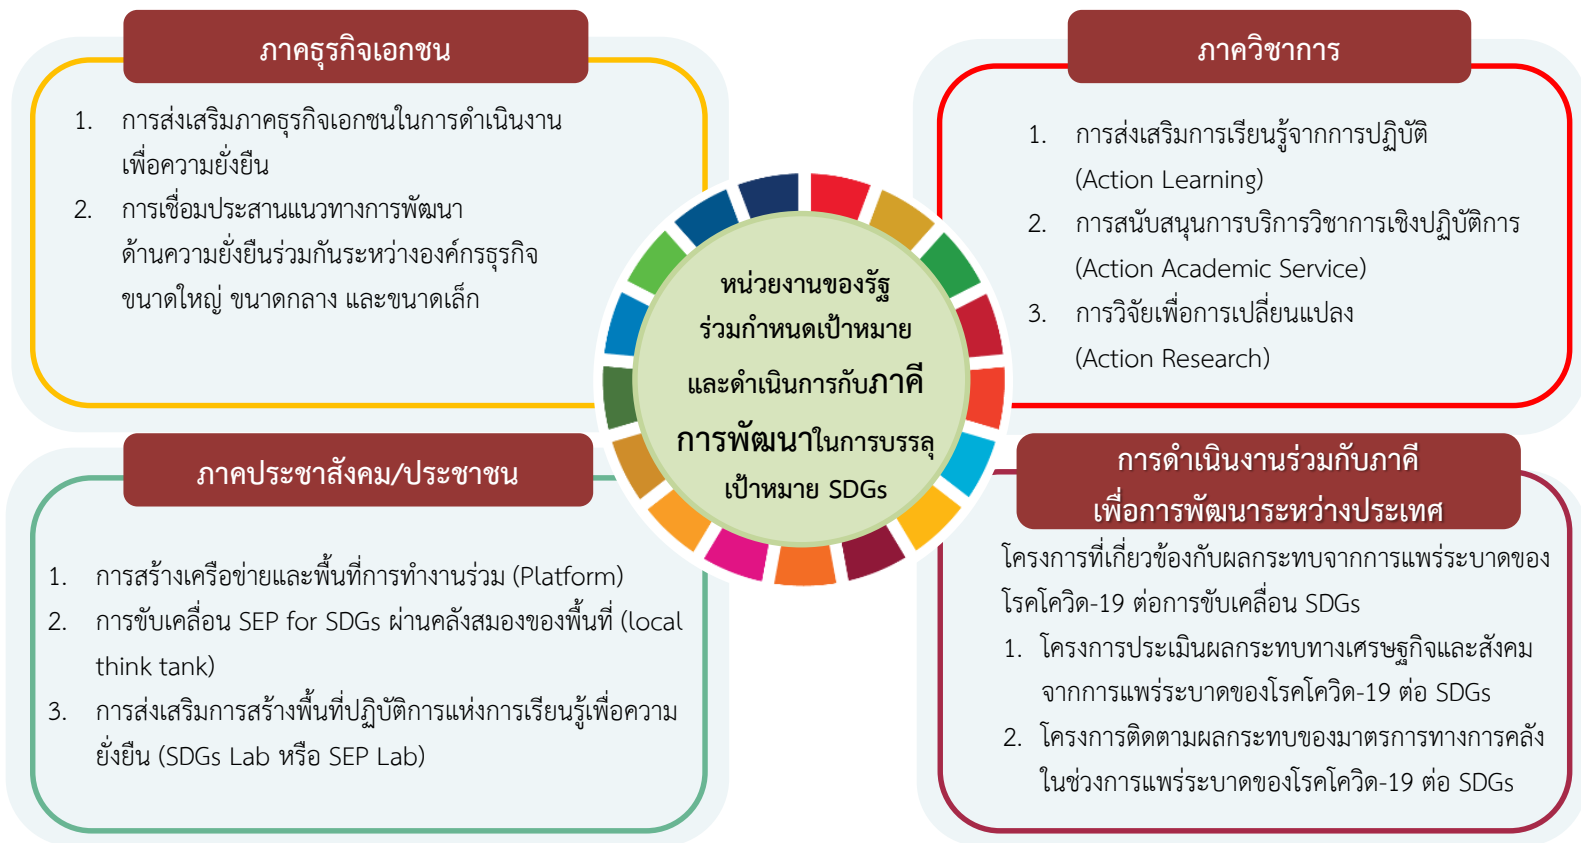 ภาคธุรกิจเอกชน
1. การส่งเสริมภาคธุรกิจเอกชนในการดำเนินงาน
เพื่อความยั่งยืน
2. การเชื่อมประสานแนวทางการพัฒนา
ด้านความยั่งยืนร่วมกันระหว่างองค์กรธุรกิจ
ขนาดใหญ่ ขนาดกลาง และขนาดเล็ก
ภาควิชาการ
1. การส่งเสริมการเรียนรู้จากการปฏิบัติ
(Action Learning)
2. การสนับสนุนการบริการวิชาการเชิงปฏิบัติการ
(Action Academic Service)
3. การวิจัยเพื่อการเปลี่ยนแปลง
(Action Research)
หน่วยงานของรัฐ
ร่วมกำหนดเป้าหมาย
และดำเนินการกับภาคี
การพัฒนาในการบรรลุ
เป้าหมาย SDGs
ภาคประชาสังคม/ประชาชน
1. การสร้างเครือข่ายและพื้นที่การทำงานร่วม (Platform)
2. การขับเคลื่อน SEP for SDGs ผ่านคลังสมองของพื้นที่ (local
think tank)
3. การส่งเสริมการสร้างพื้นที่ปฏิบัติการแห่งการเรียนรู้เพื่อความ
ยั่งยืน (SDGs Lab หรือ SEP Lab)
การดำเนินงานร่วมกับภาคี
เพื่อการพัฒนาระหว่างประเทศ
โครงการที่เกี่ยวข้องกับผลกระทบจากการแพร่ระบาดของ
โรคโควิด-19 ต่อการขับเคลื่อน SDGs
1. โครงการประเมินผลกระทบทางเศรษฐกิจและสังคม
จากการแพร่ระบาดของโรคโควิด-19 ต่อ SDGs
2. โครงการติดตามผลกระทบของมาตรการทางการคลัง
ในช่วงการแพร่ระบาดของโรคโควิด-19 ต่อ SDGs